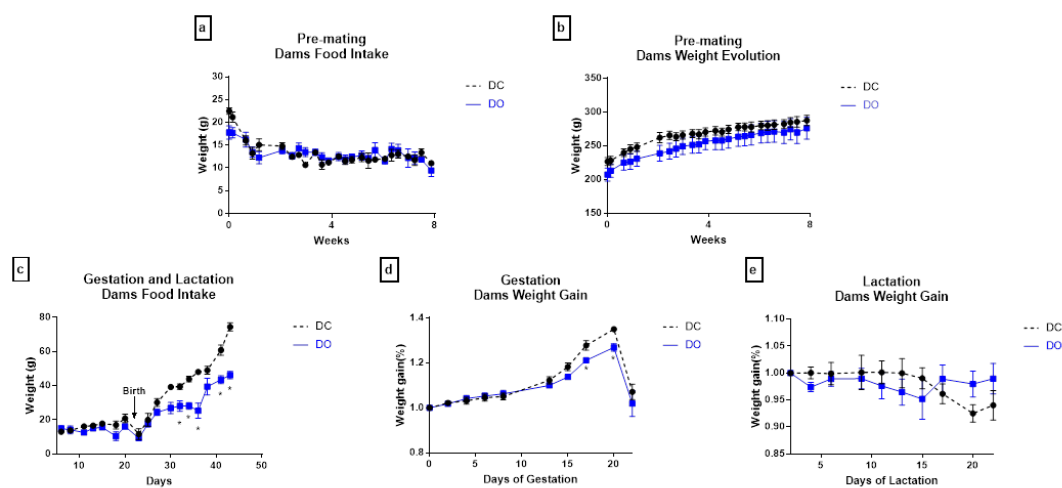 a
Pre-mating
Dams Food Intake
DC
DO
Weight (g)
30
25
20
15
10
5
0
0
4
8
Weeks
b
Pre-mating
Dams Weight Evolution
DC
DO
Weight (g)
350
300
250
200
150
0
4
8
Weeks
c
Gestation and Lactation
Dams Food Intake
DC
DO
Weight (g)
80
60
40
20
0
Birth
*
*
*
*
*
10
20
30
40
50
Days
d
Gestation
Dams Weight Gain
DC
DO
Weight gain(%)
1.4
1.2
1.0
0.8
*
*
0
5
10
15
20
Days of Gestation
e
Lactation
Dams Weight Gain
DC
DO
Weight gain(%)
1.10
1.05
1.00
0.95
0.90
0.85
5
10
15
20
Days of Lactation